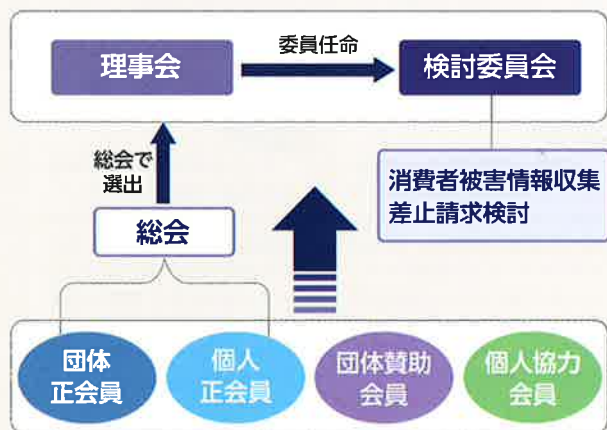 理事会
委員任命
検討委員会
総会で
選出
消費者被害情報収集
差止請求検討
総会
団体
正会員
個人
正会員
団体賛助
会員
個人協力
会員